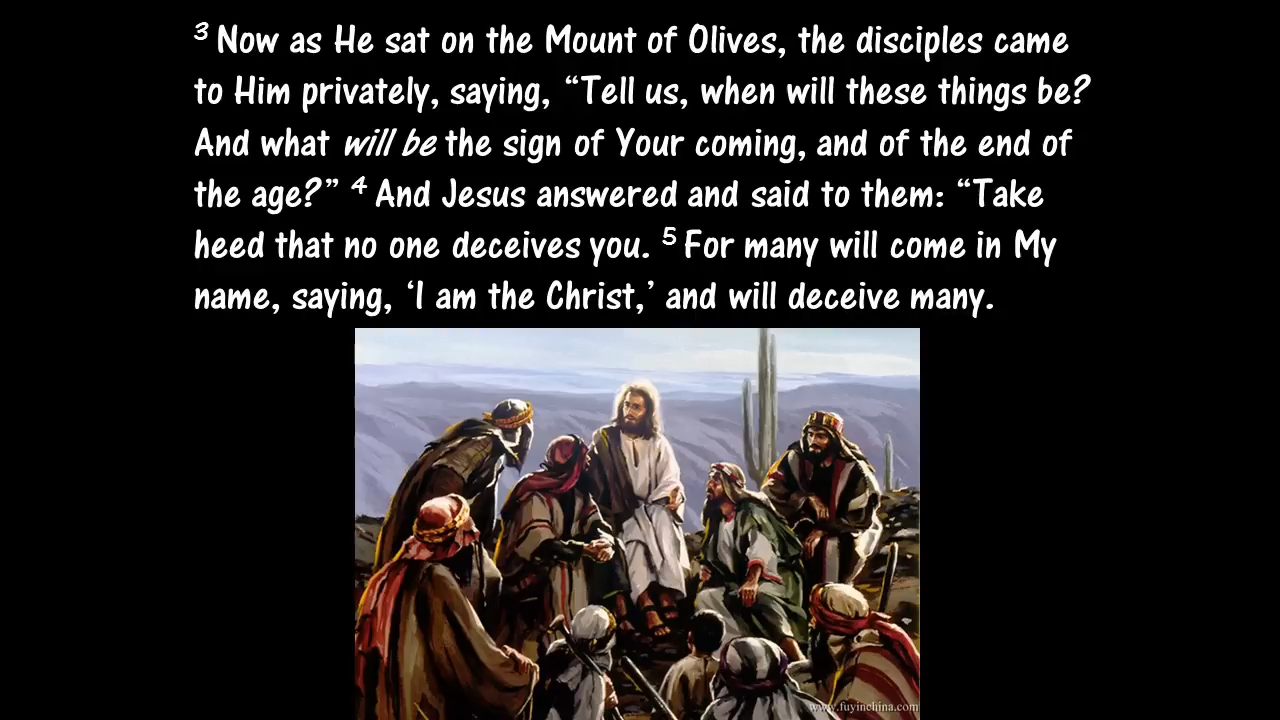 ³ Now as He sat on the Mount of Olives, the disciples came
to Him privately, saying, “Tell us, when will these things be?
And what will be the sign of Your coming, and of the end of
the age?” ⁴ And Jesus answered and said to them: “Take
heed that no one deceives you. ⁵ For many will come in My
name, saying, ‘I am the Christ,’ and will deceive many.
www.fuyinchina.com